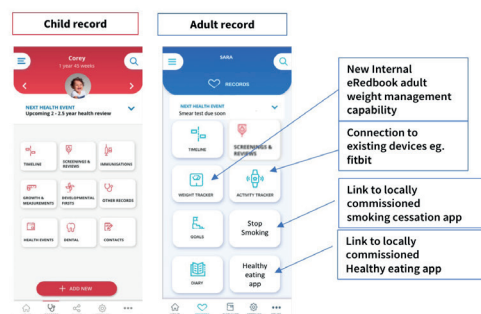 Child record
Adult record
Corey
1 year 45 weeks
NEXT HEALTH EVENT
Upcoming 2 - 2.5 year health review
TIMELINE
SCREENINGS &
REVIEWS
IMMUNISATIONS
GROWTH &
MEASUREMENTS
DEVELOPMENTAL
FIRSTS
OTHER RECORDS
HEALTH EVENTS
DENTAL
CONTACTS
+ ADD NEW
SARA
RECORDS
NEXT HEALTH EVENT
Smear test due soon
TIMELINE
SCREENINGS &
REVIEWS
WEIGHT TRACKER
ACTIVITY TRACKER
GOALS
Stop
Smoking
DIARY
Healthy
eating
app
New Internal
eRedbook adult
weight management
capability
Connection to
existing devices eg.
fitbit
Link to locally
commissioned
smoking cessation app
Link to locally
commissioned
Healthy eating app